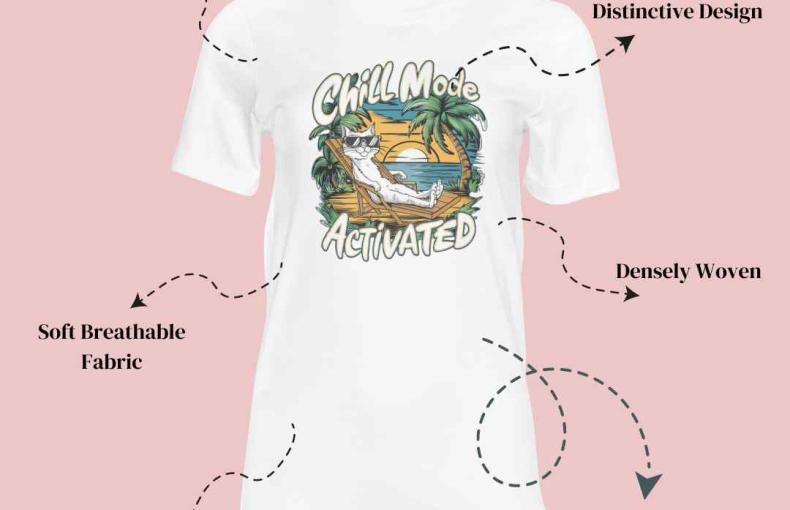 Distinctive Design
Chill Mode
Activated
Densely Woven
Soft Breathable
Fabric